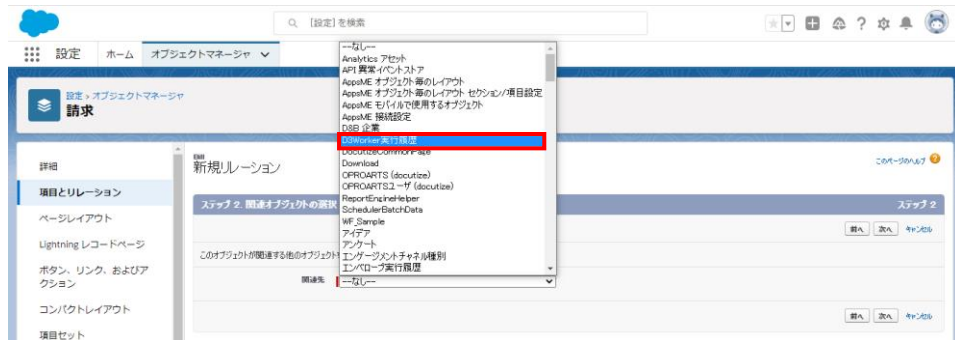 [設定] を検索
設定
ホーム
オブジェクトマネージャ
設定 > オブジェクトマネージャ
請求
詳細
項目とリレーション
ページレイアウト
Lightning レコードページ
ボタン、リンク、およびア
クション
コンパクトレイアウト
項目セット
請求
新規リレーション
このページのヘルプ
ステップ 2. 関連オブジェクトの選択
ステップ 2
前へ 次へ キャンセル
このオブジェクトが関連する他のオブジェクト
関連先
--なし--
--なし--
Analytics アセット
API 異常イベントストア
AppsME オブジェクト毎のレイアウト
AppsME オブジェクト毎のレイアウト セクション/項目設定
AppsME モバイルで使用するオブジェクト
AppsME 接続設定
D&B 企業
D3Worker実行履歴
DocutizeCommonPage
Download
OPROARTS (docutize)
OPROARTSユーザ (docutize)
ReportEngineHelper
SchedulerBatchData
WF_Sample
アイデア
アンケート
エンゲージメントチャネル種別
エンベロープ実行履歴
前へ 次へ キャンセル